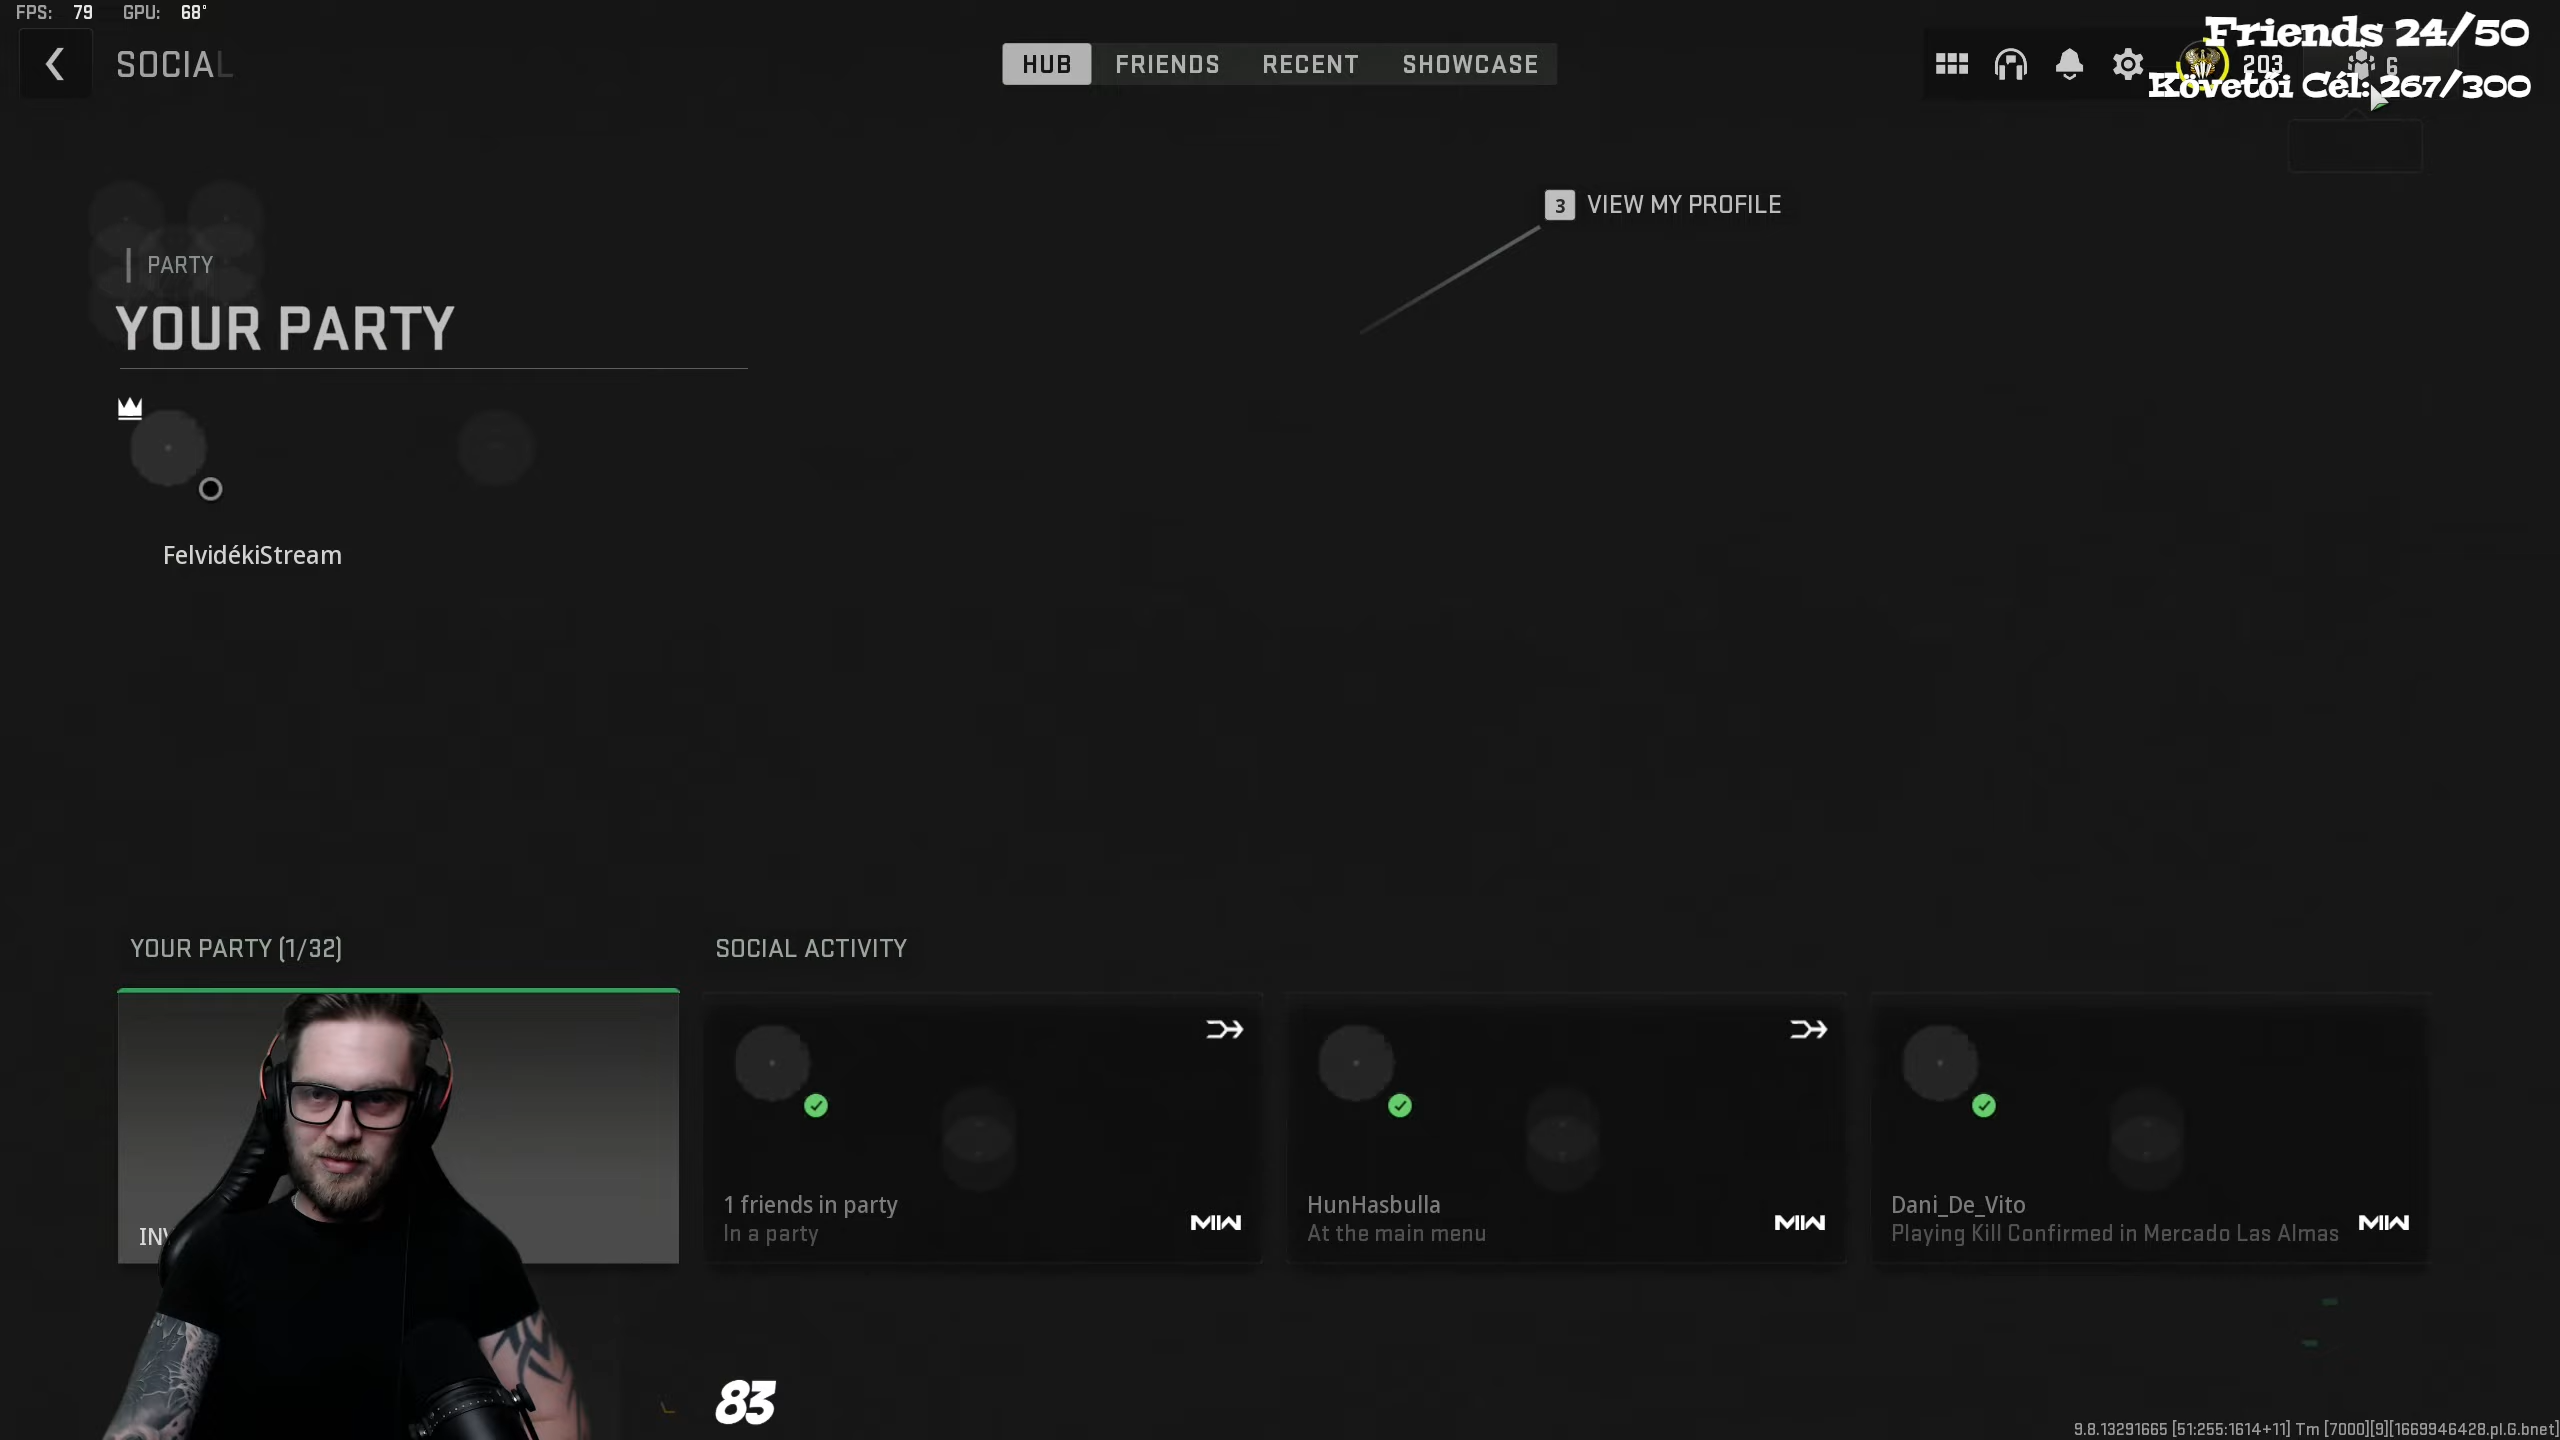 FPS: 79 GPU: 68°
Friends 24/50
SOCIAL
HUB FRIENDS RECENT SHOWCASE
203
6
Követői Cél: 267/300
3 VIEW MY PROFILE
PARTY
YOUR PARTY
FelvidékiStream
YOUR PARTY (1/32)
SOCIAL ACTIVITY
INV
1 friends in party
In a party
MW
HunHasbulla
At the main menu
MW
Dani_De_Vito
Playing Kill Confirmed in Mercado Las Almas
MW
83
9.8.13291665 [51:255:1614+11] Tm [7000][9][1669946428.pl.G.bnet]